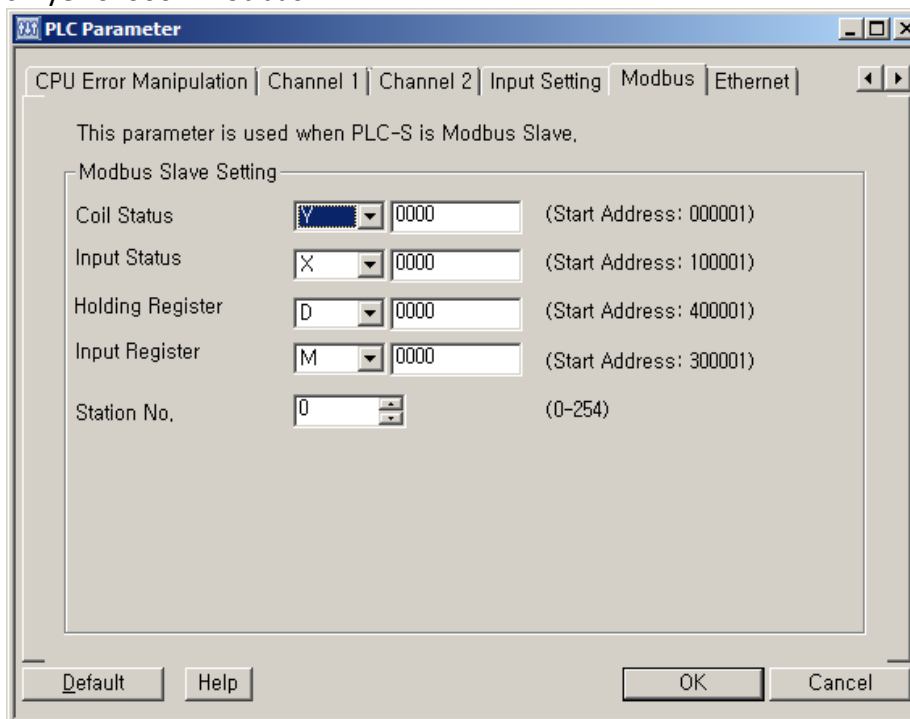 PLC Parameter
CPU Error Manipulation Channel 1 Channel 2 Input Setting Modbus Ethernet
This parameter is used when PLC-S is Modbus Slave,
Modbus Slave Setting
Coil Status Y 0000 (Start Address: 000001)
Input Status X 0000 (Start Address: 100001)
Holding Register D 0000 (Start Address: 400001)
Input Register M 0000 (Start Address: 300001)
Station No, 0 (0-254)
Default Help OK Cancel